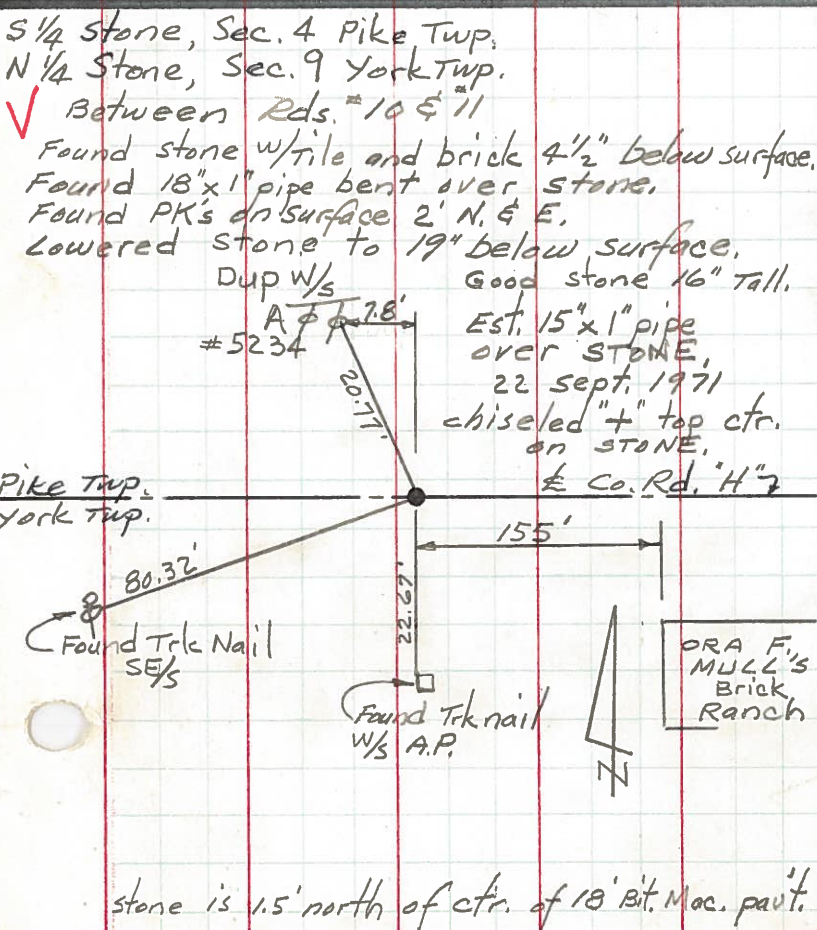 S 1/4 Stone, Sec. 4 Pike Twp.
N 1/4 Stone, Sec. 9 York Twp.
√ Between Rds. #10 & #11
Found stone w/Tile and brick 4½" below surface.
Found 18"x1" pipe bent over stone.
Found PK's on surface 2' N. & E.
Lowered stone to 19" below surface.
Dup W/s
Good stone 16" Tall.
A
7.8'
#5234
Est. 15"x1" pipe
over STONE,
22 Sept. 1971
chiseled "+" top ctr.
on STONE.
20.77'
Pike Twp.
York Twp.
℄ Co. Rd. "H"
155'
80.32'
22.67'
Found Trk Nail
SE/s
Found Trk nail
W/s A.P.
ORA F.
MULL'S
Brick
Ranch
N
stone is 1.5' north of ctr. of 18' Bit. Mac. pav't.